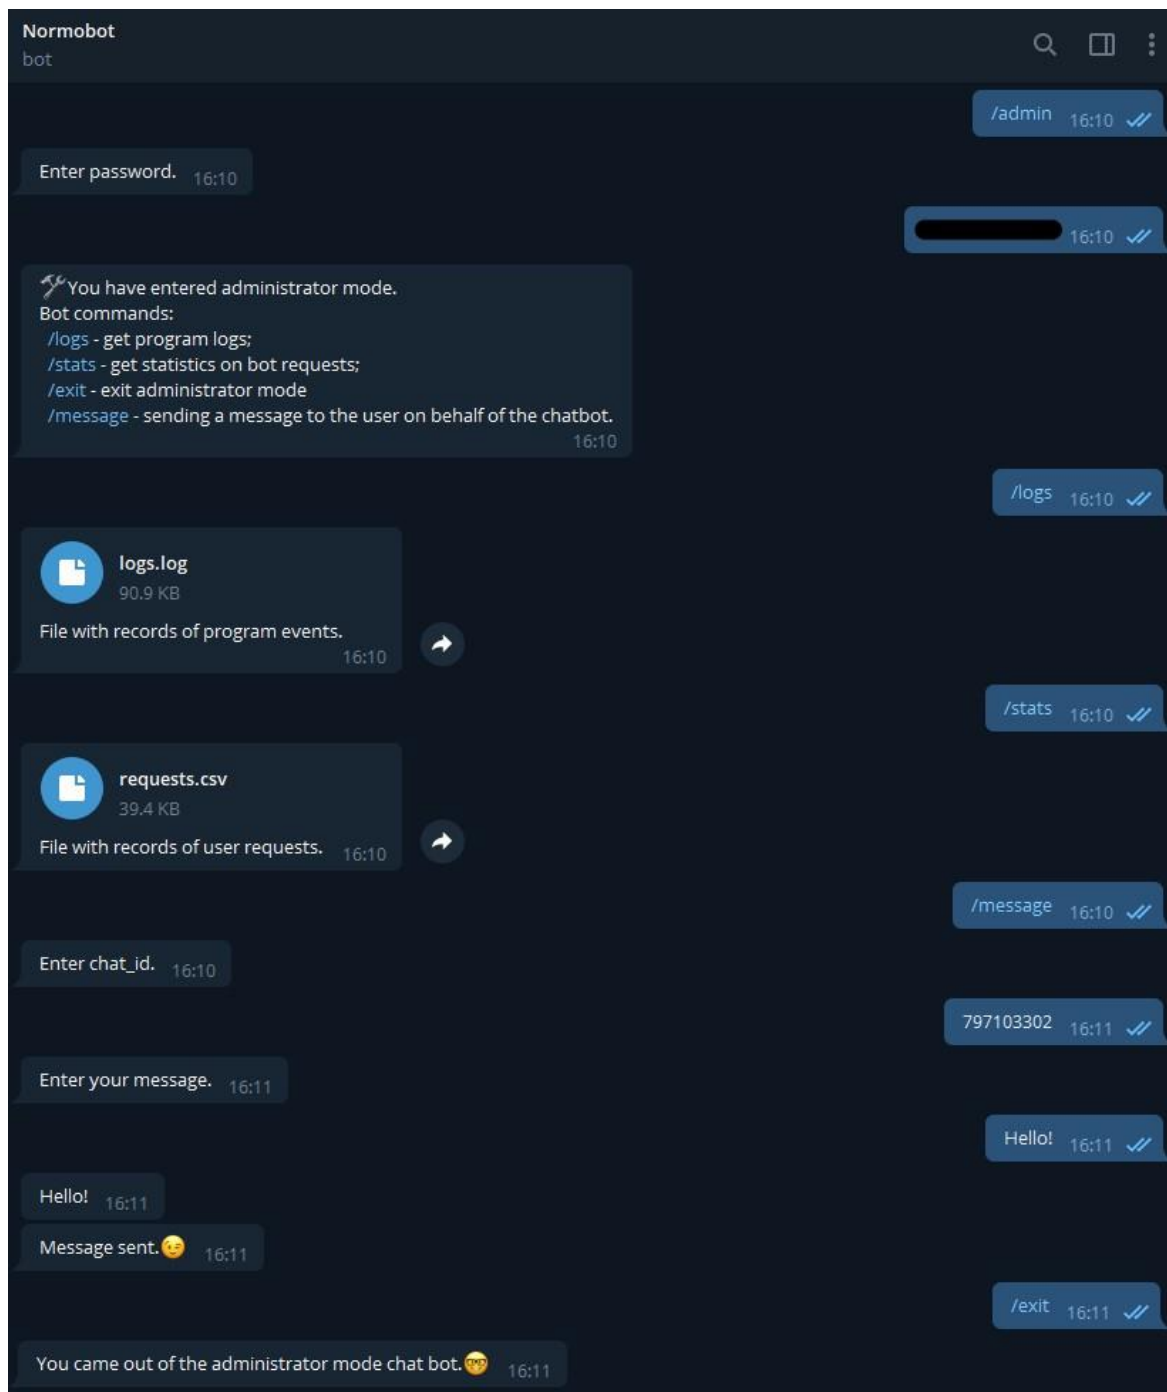 Normobot
bot
/admin 16:10
Enter password. 16:10
16:10
🛠You have entered administrator mode.
Bot commands:
/logs - get program logs;
/stats - get statistics on bot requests;
/exit - exit administrator mode
/message - sending a message to the user on behalf of the chatbot.
16:10
/logs 16:10
logs.log
90.9 KB
File with records of program events.
16:10
/stats 16:10
requests.csv
39.4 KB
File with records of user requests. 16:10
/message 16:10
Enter chat_id. 16:10
797103302 16:11
Enter your message. 16:11
Hello! 16:11
Hello! 16:11
Message sent.😉 16:11
/exit 16:11
You came out of the administrator mode chat bot.🤓 16:11